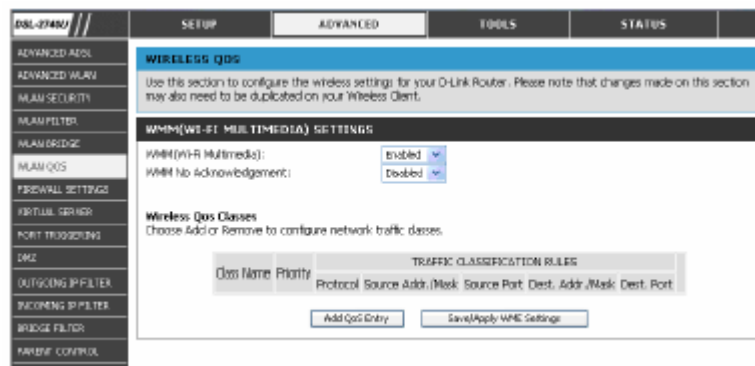 DSL-2740U // SETUP ADVANCED TOOLS STATUS
ADVANCED ADSL
ADVANCED WLAN
WLAN SECURITY
WLAN FILTER
WLAN BRIDGE
WLAN QOS
FIREWALL SETTINGS
VIRTUAL SERVER
PORT TRIGGERING
DMZ
OUTGOING IP FILTER
INCOMING IP FILTER
BRIDGE FILTER
PARENT CONTROL
WIRELESS QOS
Use this section to configure the wireless settings for your D-Link Router. Please note that changes made on this section
may also need to be duplicated on your Wireless Client.
WMM(WI-FI MULTIMEDIA) SETTINGS
WMM(Wi-Fi Multimedia): Enabled
WMM No Acknowledgement: Disabled
Wireless Qos Classes
Choose Add or Remove to configure network traffic classes.
TRAFFIC CLASSIFICATION RULES
Class Name Priority Protocol Source Addr./Mask Source Port Dest. Addr./Mask Dest. Port
Add QoS Entry Save/Apply WME Settings